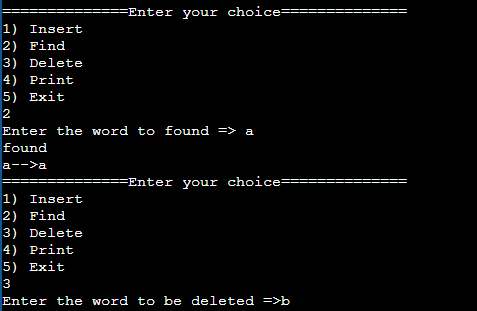 ==============Enter your choice==============
1) Insert
2) Find
3) Delete
4) Print
5) Exit
2
Enter the word to found => a
found
a-->a
==============Enter your choice==============
1) Insert
2) Find
3) Delete
4) Print
5) Exit
3
Enter the word to be deleted =>b